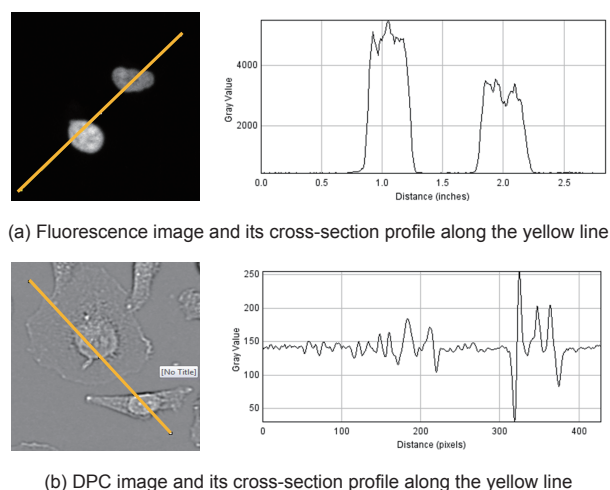 4000
2000
Gray Value
0.0 0.5 1.0 1.5 2.0 2.5
Distance (inches)
(a) Fluorescence image and its cross-section profile along the yellow line
[No Title]
250
200
150
100
50
Gray Value
0 100 200 300 400
Distance (pixels)
(b) DPC image and its cross-section profile along the yellow line